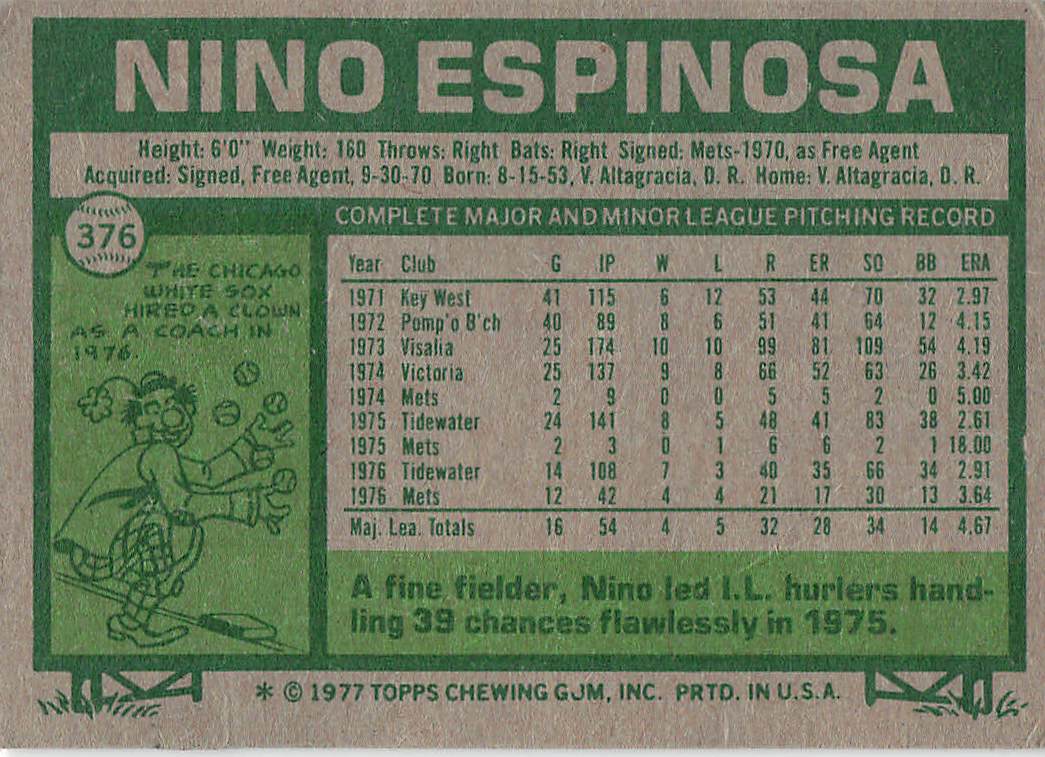 NINO ESPINOSA
Height: 6'0" Weight: 160 Throws: Right Bats: Right Signed: Mets-1970, as Free Agent
Acquired: Signed, Free Agent, 9-30-70 Born: 8-15-53, V. Altagracia, D. R. Home: V. Altagracia, D. R.
376
THE CHICAGO
WHITE SOX
HIRED A CLOWN
AS A COACH IN
1976.
COMPLETE MAJOR AND MINOR LEAGUE PITCHING RECORD
Year Club G IP W L R ER SO BB ERA
1971 Key West 41 115 6 12 53 44 70 32 2.97
1972 Pomp'o B'ch 40 89 8 6 51 41 64 12 4.15
1973 Visalia 25 174 10 10 99 81 109 54 4.19
1974 Victoria 25 137 9 8 66 52 63 26 3.42
1974 Mets 2 9 0 0 5 5 2 0 5.00
1975 Tidewater 24 141 8 5 48 41 83 38 2.61
1975 Mets 2 3 0 1 6 6 2 1 18.00
1976 Tidewater 14 108 7 3 40 35 66 34 2.91
1976 Mets 12 42 4 4 21 17 30 13 3.64
Maj. Lea. Totals 16 54 4 5 32 28 34 14 4.67
A fine fielder, Nino led I.L. hurlers hand-
ling 39 chances flawlessly in 1975.
* © 1977 TOPPS CHEWING GUM, INC. PRTD. IN U.S.A.